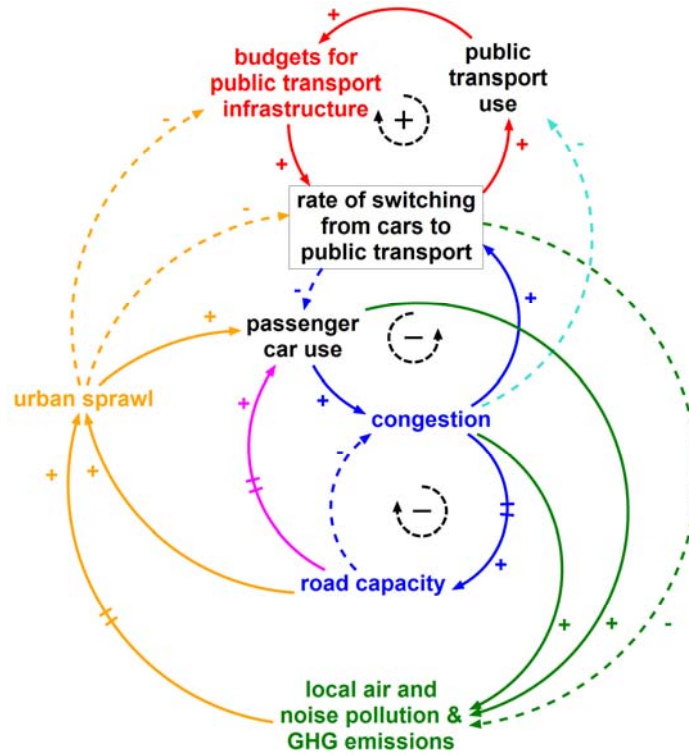 +
budgets for
public transport
infrastructure
public
transport
use
-
+
-
+
+
-
rate of switching
from cars to
public transport
-
+
+
passenger
car use
-
urban sprawl
+
+
congestion
+
+
-
-
road capacity
+
+
+
-
local air and
noise pollution &
GHG emissions